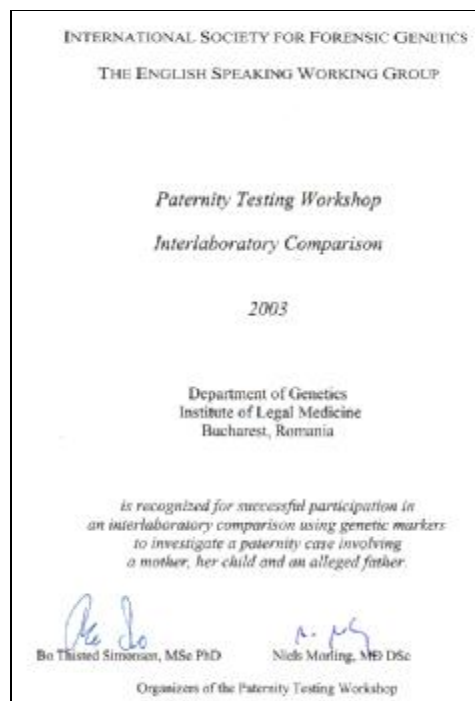 INTERNATIONAL SOCIETY FOR FORENSIC GENETICS
THE ENGLISH SPEAKING WORKING GROUP
Paternity Testing Workshop
Interlaboratory Comparison
2003
Department of Genetics
Institute of Legal Medicine
Bucharest, Romania
is recognized for successful participation in
an interlaboratory comparison using genetic markers
to investigate a paternity case involving
a mother, her child and an alleged father.
Bo Thisted Simonsen, MSc PhD Niels Morling, MD DSc
Organizers of the Paternity Testing Workshop